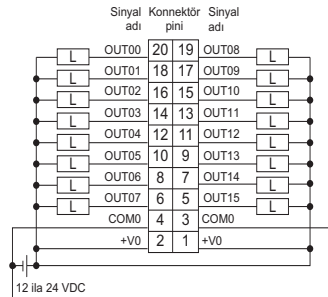 Sinyal Konnektör Sinyal
adı pini adı
L OUT00 20 19 OUT08 L
L OUT01 18 17 OUT09 L
L OUT02 16 15 OUT10 L
L OUT03 14 13 OUT11 L
L OUT04 12 11 OUT12 L
L OUT05 10 9 OUT13 L
L OUT06 8 7 OUT14 L
L OUT07 6 5 OUT15 L
COM0 4 3 COM0
+V0 2 1 +V0
12 ila 24 VDC